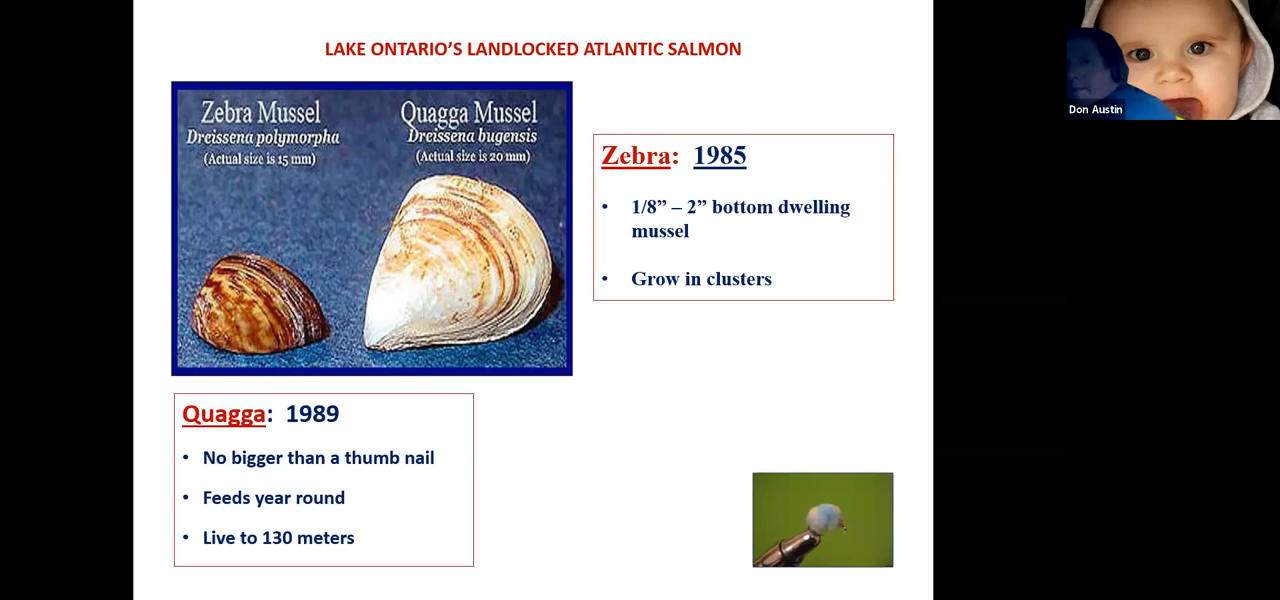 LAKE ONTARIO’S LANDLOCKED ATLANTIC SALMON
Zebra Mussel
Dreissena polymorpha
(Actual size is 15 mm)
Quagga Mussel
Dreissena bugensis
(Actual size is 20 mm)
Zebra: 1985
• 1/8” – 2” bottom dwelling
mussel
• Grow in clusters
Quagga: 1989
• No bigger than a thumb nail
• Feeds year round
• Live to 130 meters
Don Austin